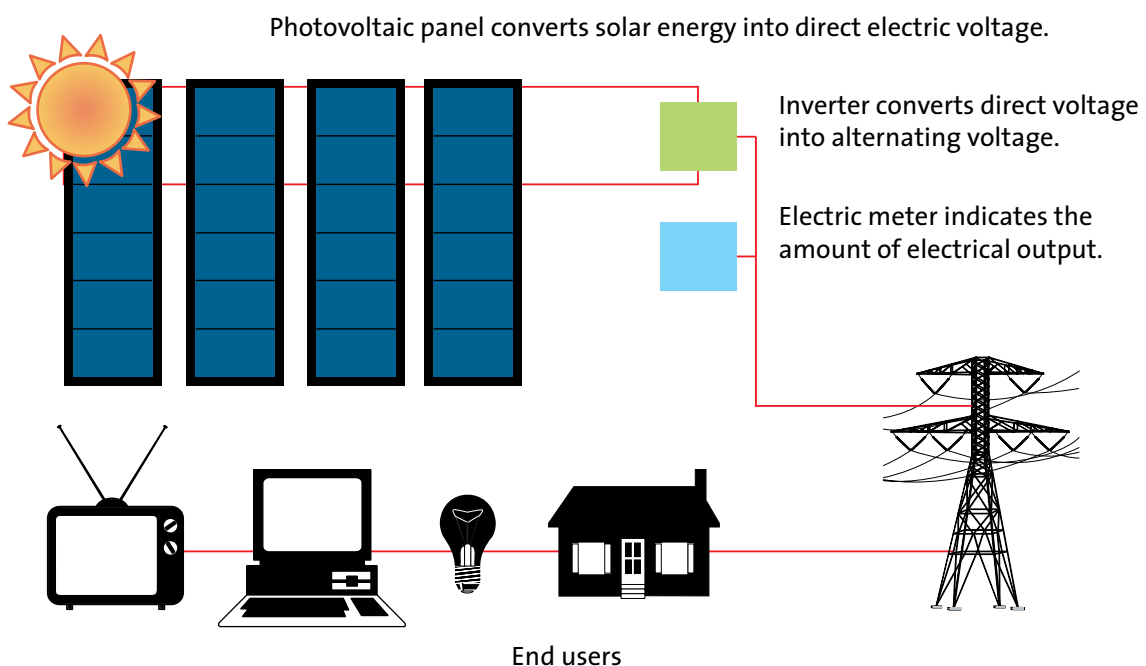 Photovoltaic panel converts solar energy into direct electric voltage.
Inverter converts direct voltage
into alternating voltage.
Electric meter indicates the
amount of electrical output.
End users